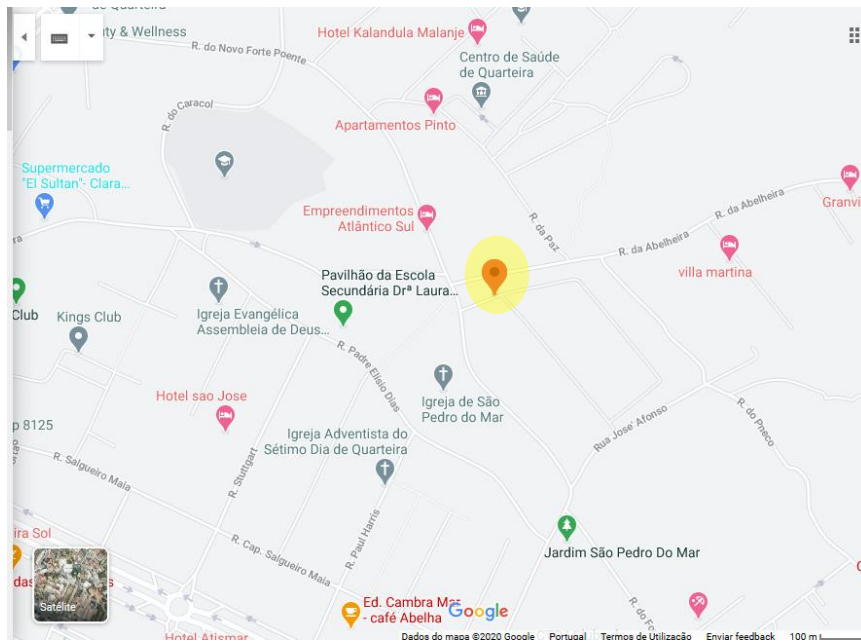 de Quarteira
ty & Wellness
R. do Novo Forte Poente
Hotel Kalandula Malanje
Centro de Saúde
de Quarteira
R. do Caracol
Apartamentos Pinto
Supermercado
"El Sultan"- Clara...
Empreendimentos
Atlântico Sul
R. da Paz
R. da Abelheira
Granvi
R. da Abelheira
villa martina
ra
Pavilhão da Escola
Secundária Drª Laura...
Club
Kings Club
Igreja Evangélica
Assembleia de Deus...
R. Padre Elísio Dias
Hotel sao Jose
Igreja de São
Pedro do Mar
Rua Jose' Afonso
R. do Pneco
p 8125
Igreja Adventista do
Sétimo Dia de Quarteira
R. Salgueiro Maia
R. Stuttgart
R. Paul Harris
R. Cap. Salgueiro Maia
ira Sol
Jardim São Pedro Do Mar
das
s
Satélite
Ed. Cambra Mar
- café Abelha
Google
Hotel Atismar
Dados do mapa ©2020 Google Portugal Termos de Utilização Enviar feedback 100 m